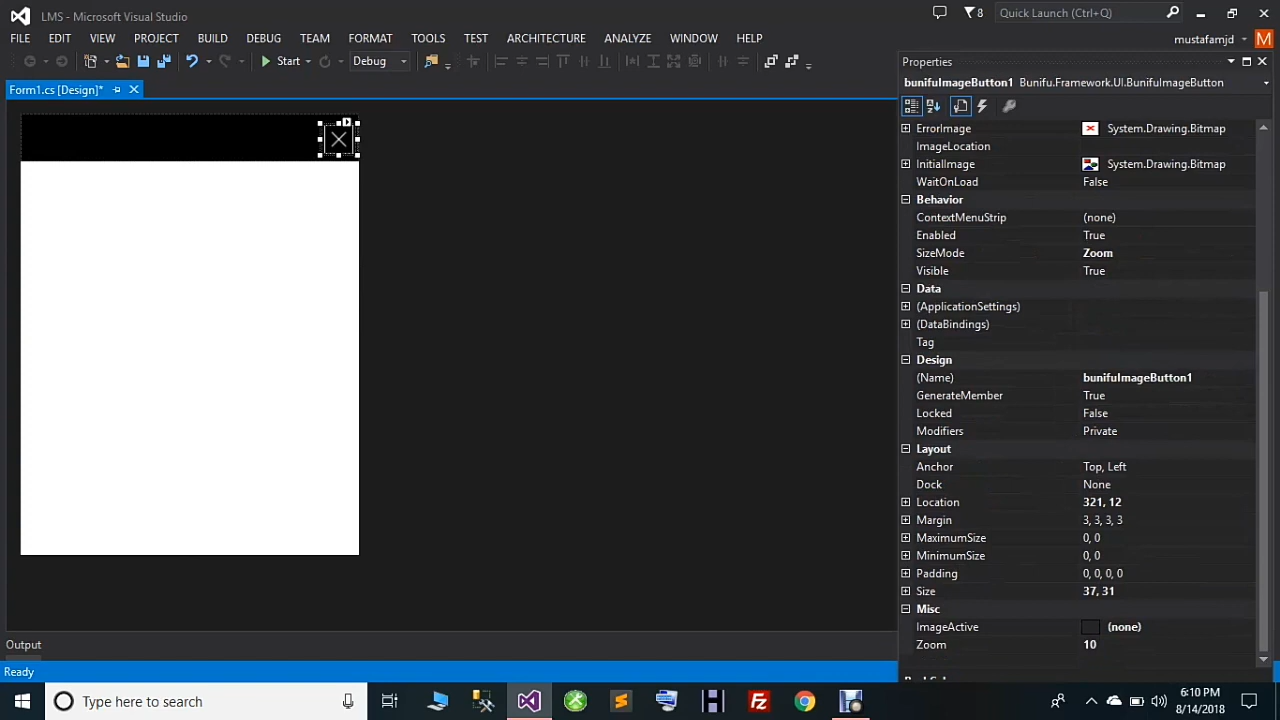 LMS - Microsoft Visual Studio
8
Quick Launch (Ctrl+Q)
FILE EDIT VIEW PROJECT BUILD DEBUG TEAM FORMAT TOOLS TEST ARCHITECTURE ANALYZE WINDOW HELP
mustafamjd M
Start Debug
Form1.cs [Design]*
Properties
bunifuImageButton1 Bunifu.Framework.UI.BunifuImageButton
ErrorImage System.Drawing.Bitmap
ImageLocation
InitialImage System.Drawing.Bitmap
WaitOnLoad False
Behavior
ContextMenuStrip (none)
Enabled True
SizeMode Zoom
Visible True
Data
(ApplicationSettings)
(DataBindings)
Tag
Design
(Name) bunifuImageButton1
GenerateMember True
Locked False
Modifiers Private
Layout
Anchor Top, Left
Dock None
Location 321, 12
Margin 3, 3, 3, 3
MaximumSize 0, 0
MinimumSize 0, 0
Padding 0, 0, 0, 0
Size 37, 31
Misc
ImageActive (none)
Zoom 10
Output
Ready
Type here to search
6:10 PM
8/14/2018